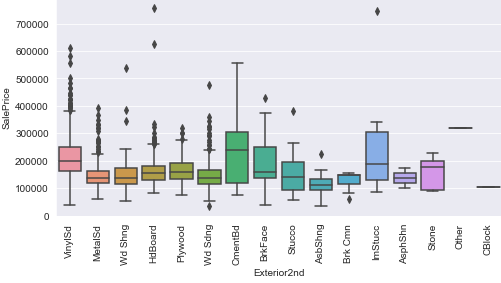 SalePrice
700000
600000
500000
400000
300000
200000
100000
0
VinylSd
MetalSd
Wd Shng
HdBoard
Plywood
Wd Sdng
CmentBd
BrkFace
Stucco
AsbShng
Brk Cmn
ImStucc
AsphShn
Stone
Other
CBlock
Exterior2nd